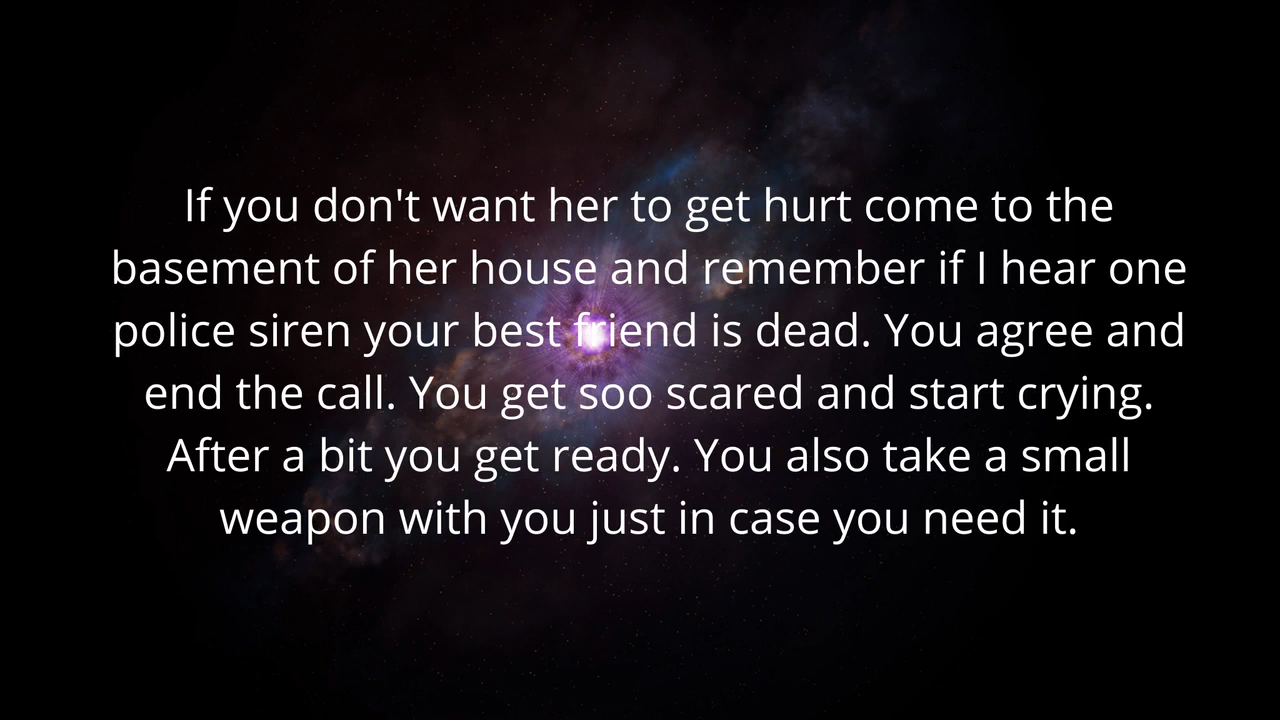 If you don't want her to get hurt come to the
basement of her house and remember if I hear one
police siren your best friend is dead. You agree and
end the call. You get soo scared and start crying.
After a bit you get ready. You also take a small
weapon with you just in case you need it.